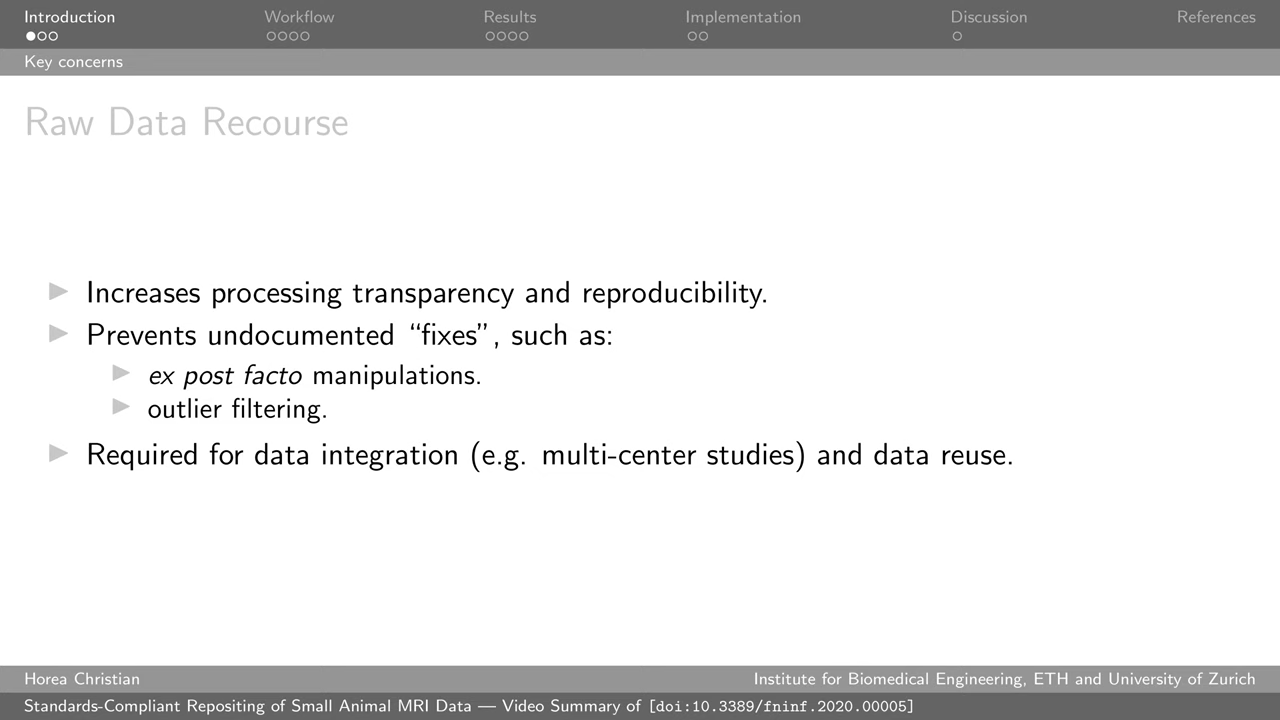 Introduction
Workflow
Results
Implementation
Discussion
References
Key concerns
Raw Data Recourse
Increases processing transparency and reproducibility.
Prevents undocumented “fixes”, such as:
ex post facto manipulations.
outlier filtering.
Required for data integration (e.g. multi-center studies) and data reuse.
Horea Christian
Institute for Biomedical Engineering, ETH and University of Zurich
Standards-Compliant Repositing of Small Animal MRI Data — Video Summary of [doi:10.3389/fninf.2020.00005]